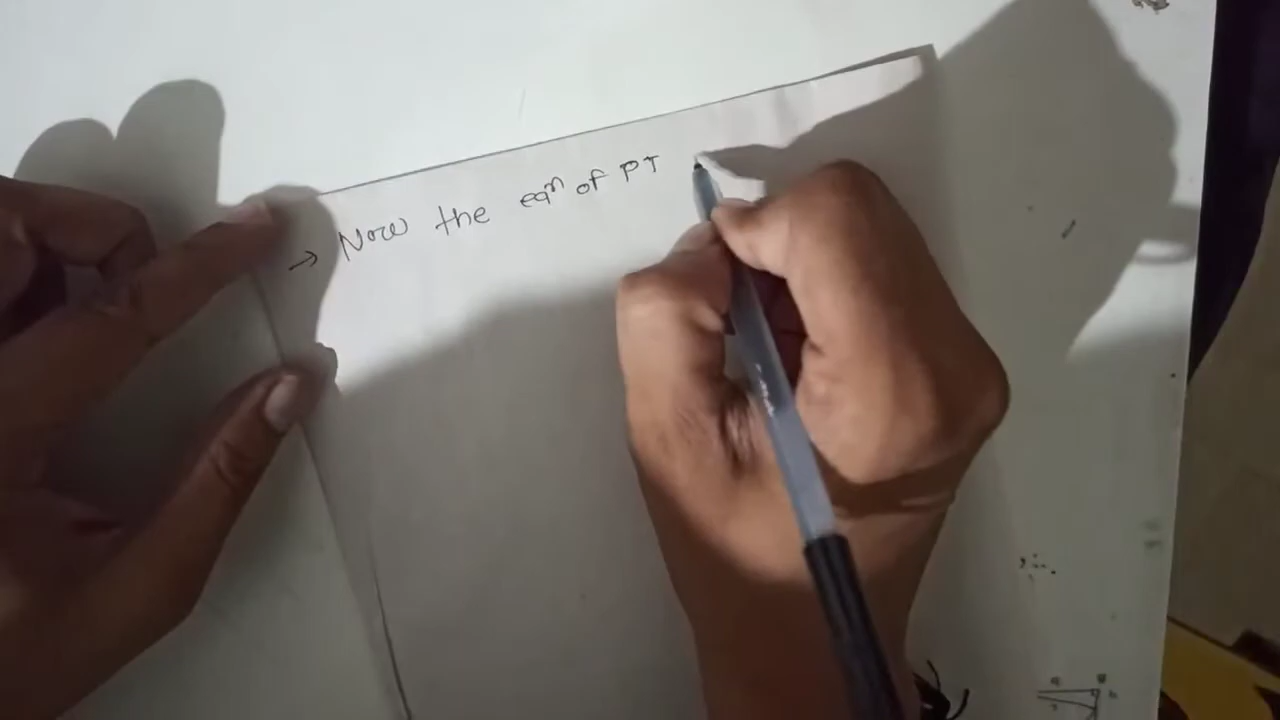 → Now the eqⁿ of PT